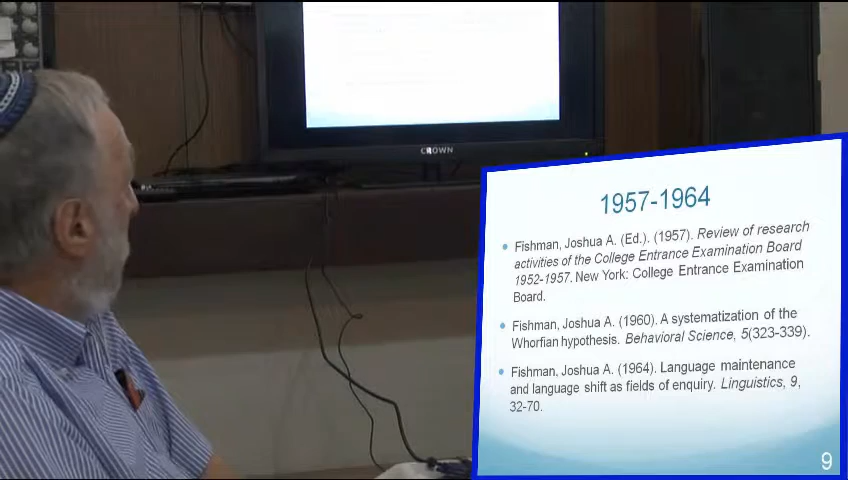 CROWN
1957-1964
Fishman, Joshua A. (Ed.). (1957). Review of research
activities of the College Entrance Examination Board
1952-1957. New York: College Entrance Examination
Board.
Fishman, Joshua A. (1960). A systematization of the
Whorfian hypothesis. Behavioral Science, 5(323-339).
Fishman, Joshua A. (1964). Language maintenance
and language shift as fields of enquiry. Linguistics, 9,
32-70.
9